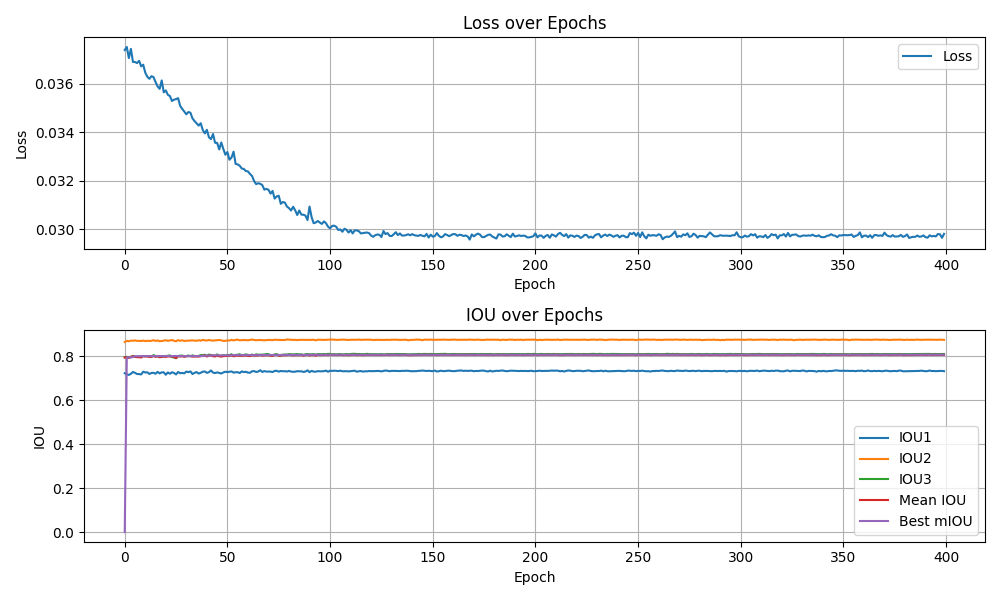 Loss over Epochs
Loss
0.036
0.034
0.032
0.030
Loss
0 50 100 150 200 250 300 350 400
Epoch
IOU over Epochs
0.8
0.6
0.4
0.2
0.0
IOU
IOU1
IOU2
IOU3
Mean IOU
Best mIOU
0 50 100 150 200 250 300 350 400
Epoch